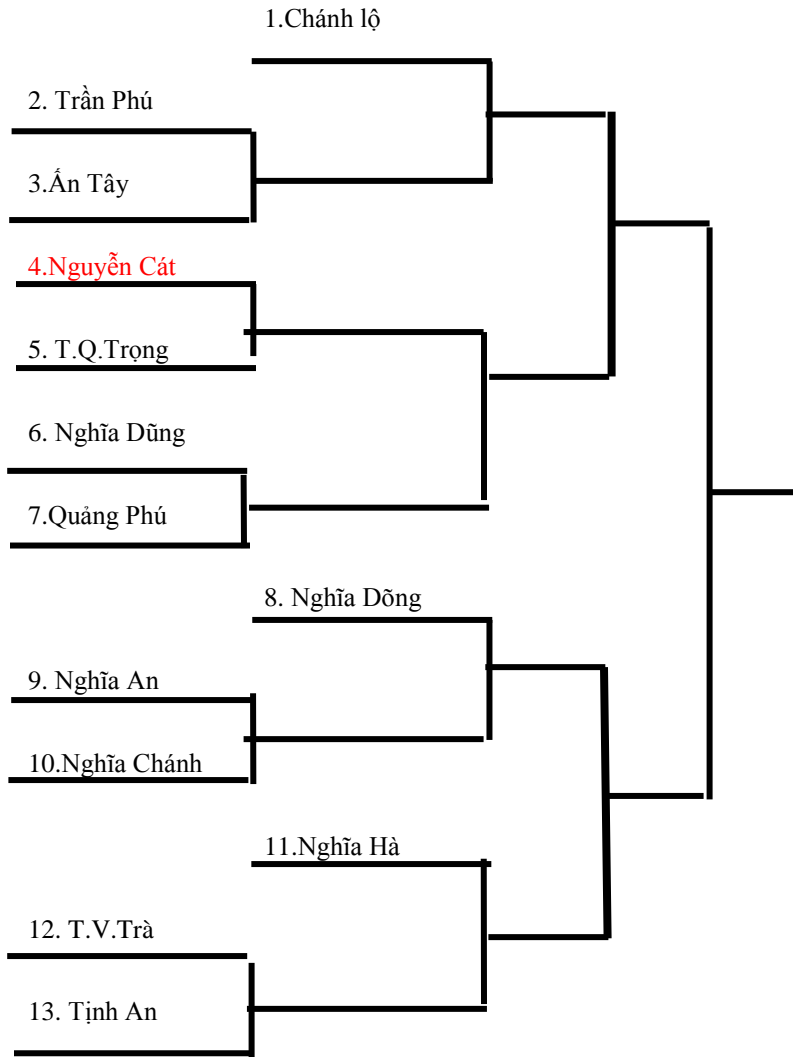 1.Chánh lộ
2. Trần Phú
3.Ấn Tây
4.Nguyễn Cát
5. T.Q.Trọng
6. Nghĩa Dũng
7.Quảng Phú
8. Nghĩa Dõng
9. Nghĩa An
10.Nghĩa Chánh
11.Nghĩa Hà
12. T.V.Trà
13. Tịnh An